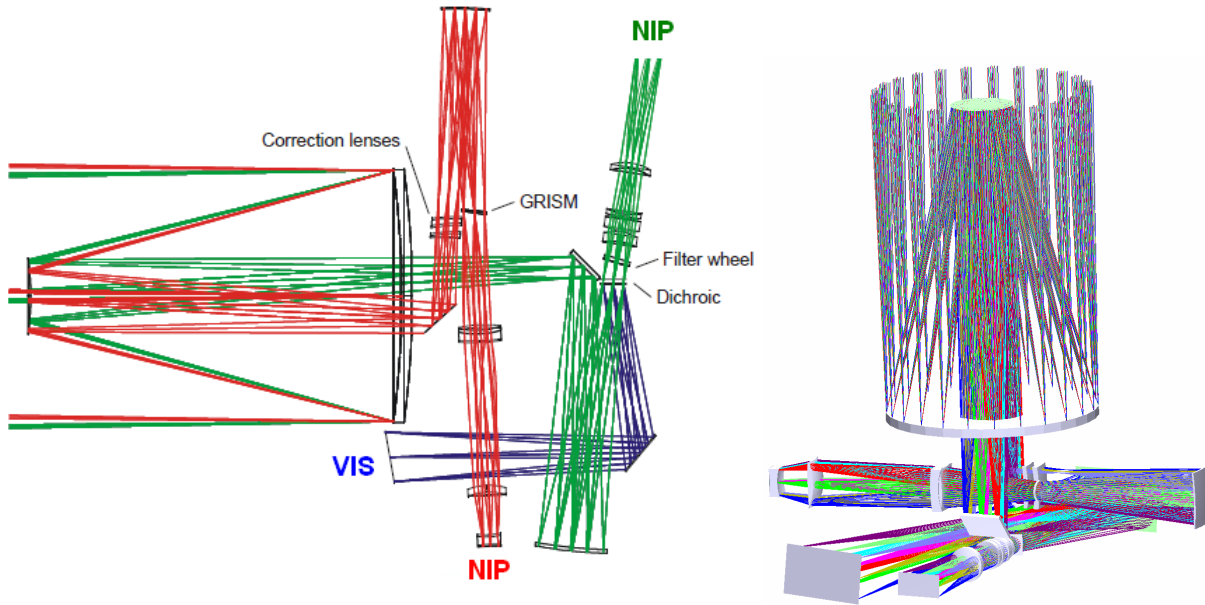 NIP
Correction lenses
GRISM
Filter wheel
Dichroic
VIS
NIP